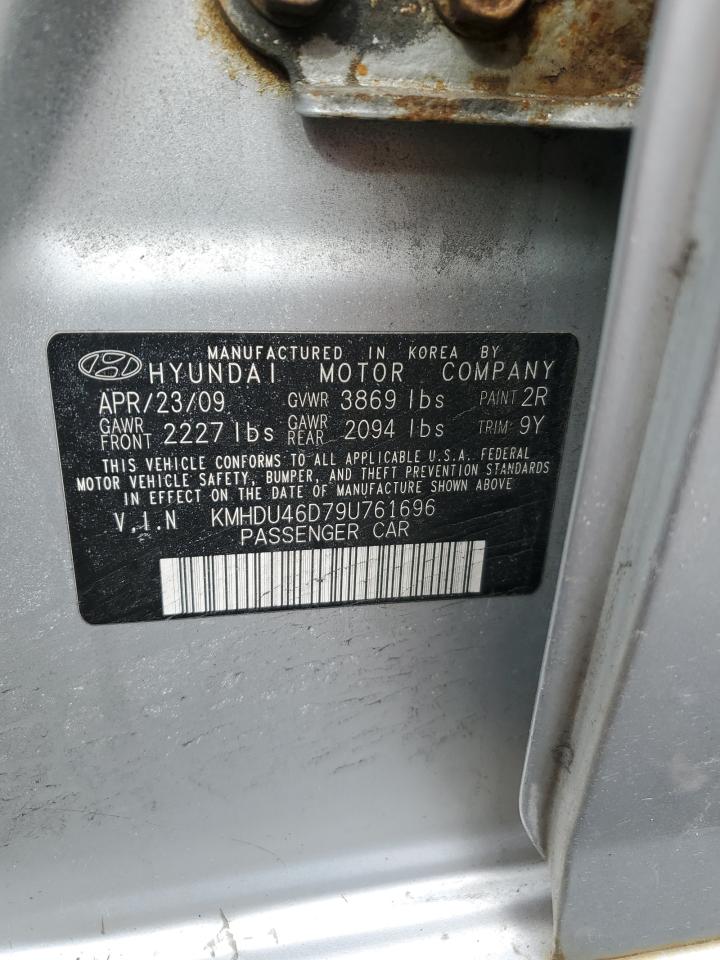 MANUFACTURED IN KOREA BY
HYUNDAI MOTOR COMPANY
APR/23/09 GVWR 3869 lbs PAINT 2R
GAWR FRONT 2227 lbs GAWR REAR 2094 lbs TRIM 9Y
THIS VEHICLE CONFORMS TO ALL APPLICABLE U.S.A. FEDERAL
MOTOR VEHICLE SAFETY, BUMPER, AND THEFT PREVENTION STANDARDS
IN EFFECT ON THE DATE OF MANUFACTURE SHOWN ABOVE
V.I.N KMHDU46D79U761696
PASSENGER CAR